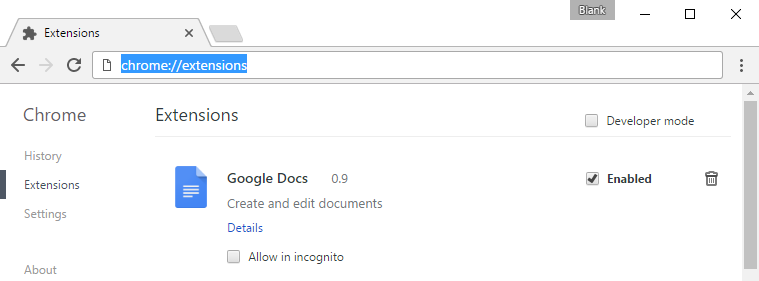 Blank
Extensions
chrome://extensions
Chrome
Extensions
Developer mode
History
Extensions
Settings
About
Google Docs 0.9
Enabled
Create and edit documents
Details
Allow in incognito